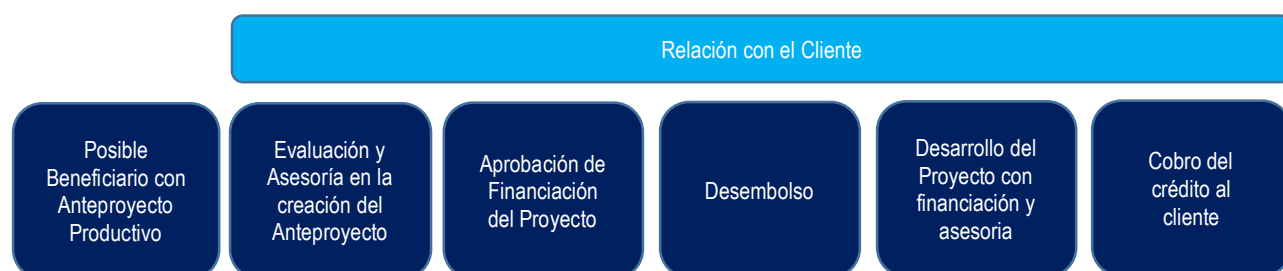 Relación con el Cliente
Posible
Beneficiario con
Anteproyecto
Productivo
Evaluación y
Asesoría en la
creación del
Anteproyecto
Aprobación de
Financiación
del Proyecto
Desembolso
Desarrollo del
Proyecto con
financiación y
asesoria
Cobro del
crédito al
cliente